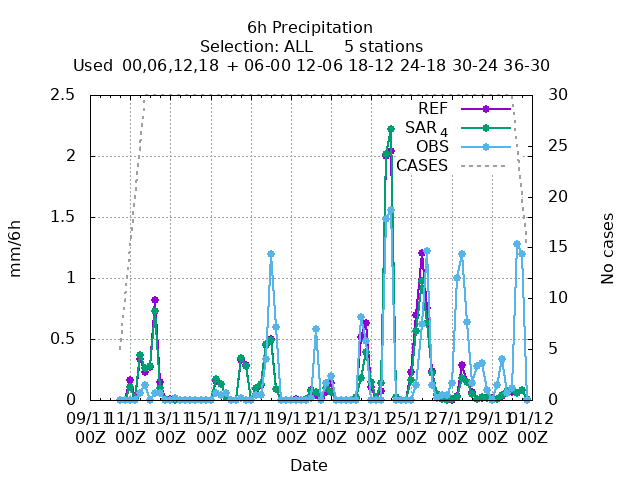 6h Precipitation
Selection: ALL 5 stations
Used 00,06,12,18 + 06-00 12-06 18-12 24-18 30-24 36-30
REF
SAR 4
OBS
CASES
2.5
2
1.5
1
0.5
0
mm/6h
30
25
20
15
10
5
0
No cases
09/11 11/11 13/11 15/11 17/11 19/11 21/11 23/11 25/11 27/11 29/11 01/12
00Z 00Z 00Z 00Z 00Z 00Z 00Z 00Z 00Z 00Z 00Z 00Z
Date